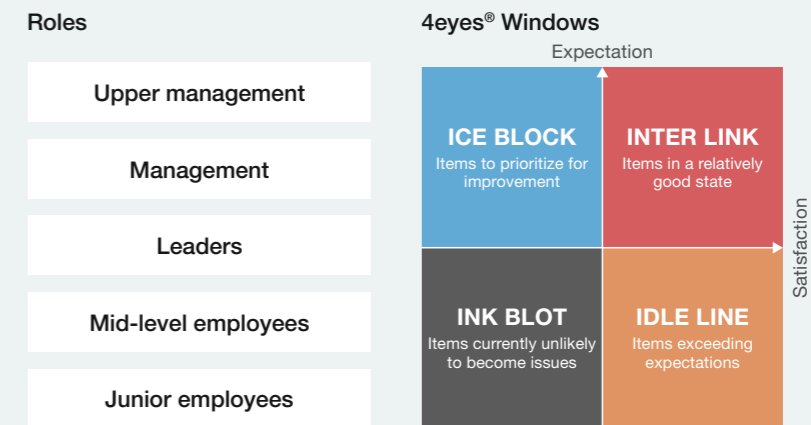 Roles
Upper management
Management
Leaders
Mid-level employees
Junior employees
4eyes® Windows
Expectation
ICE BLOCK
Items to prioritize for
improvement
INTER LINK
Items in a relatively
good state
INK BLOT
Items currently unlikely
to become issues
IDLE LINE
Items exceeding
expectations
Satisfaction